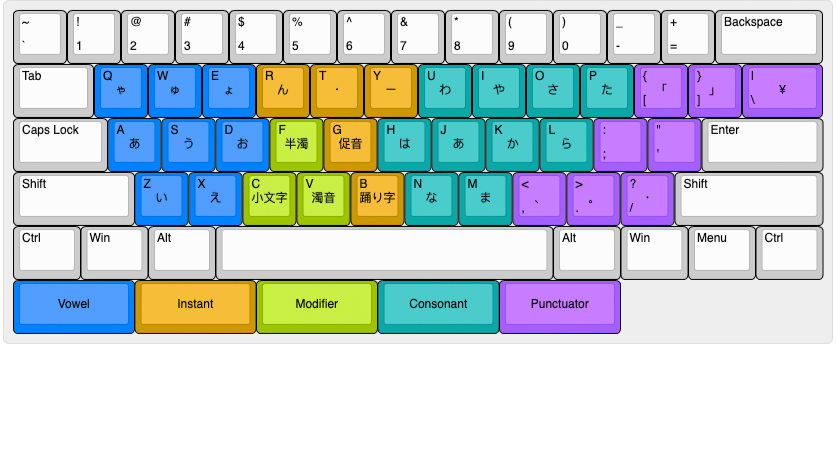 ~ ! @ # $ % ^ & * ( ) _ + Backspace
` 1 2 3 4 5 6 7 8 9 0 - =
Tab Q W E R T Y U I O P { } |
ゃ ゅ ょ ん ・ ー わ や さ た [ 「 ] 」 \ ¥
Caps Lock A S D F G H J K L : " Enter
あ う お 半濁 促音 は あ か ら ; '
Shift Z X C V B N M < > ? Shift
い え 小文字 濁音 踊り字 な ま , 、 . 。 / ・
Ctrl Win Alt Alt Win Menu Ctrl
Vowel Instant Modifier Consonant Punctuator